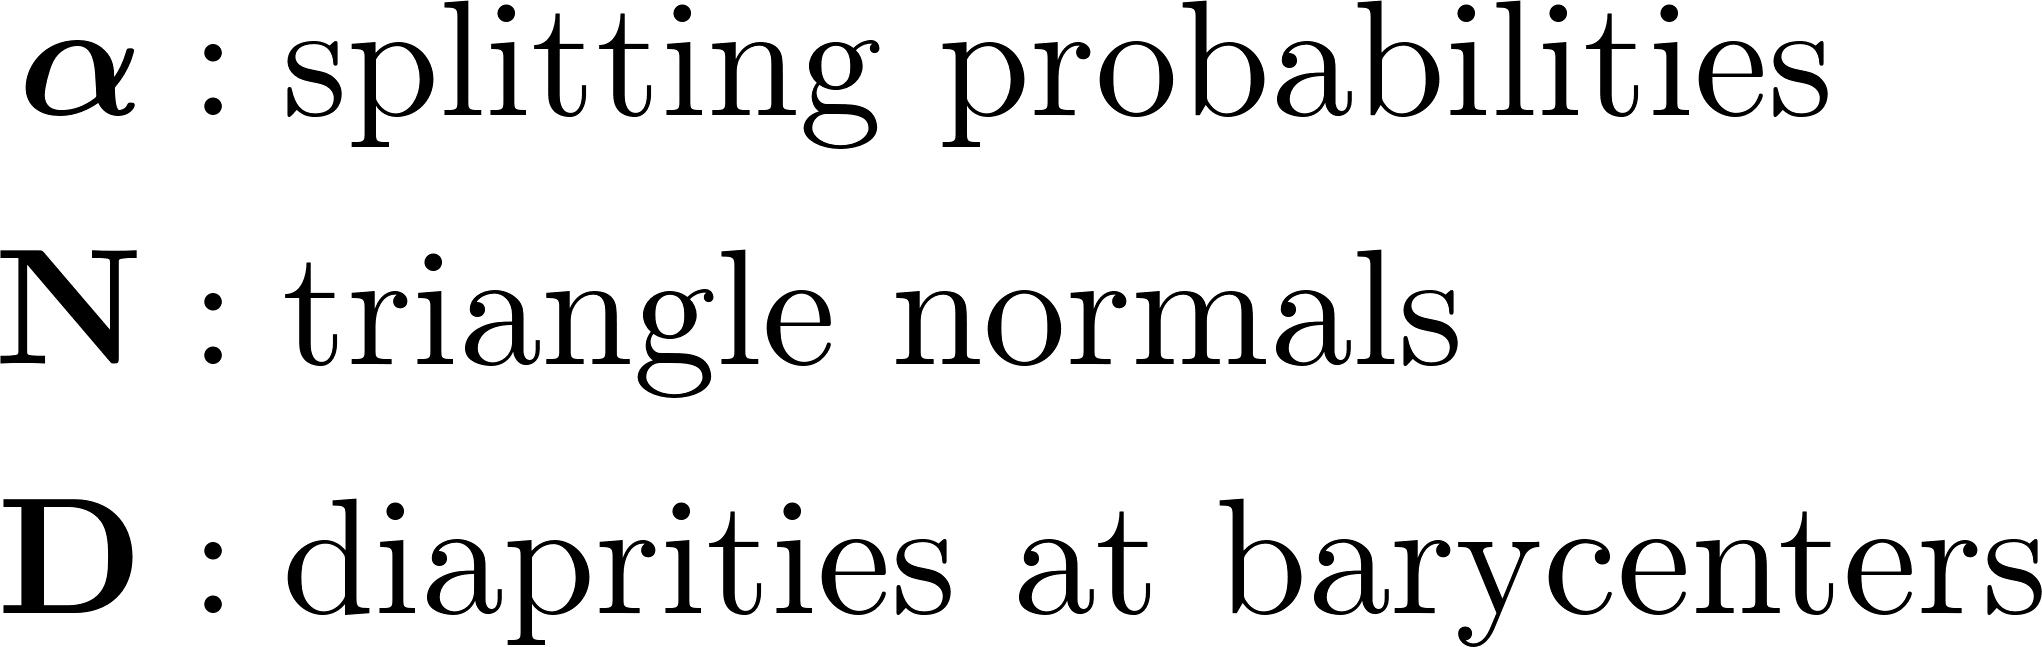 α : splitting probabilities
N : triangle normals
D : diaprities at barycenters